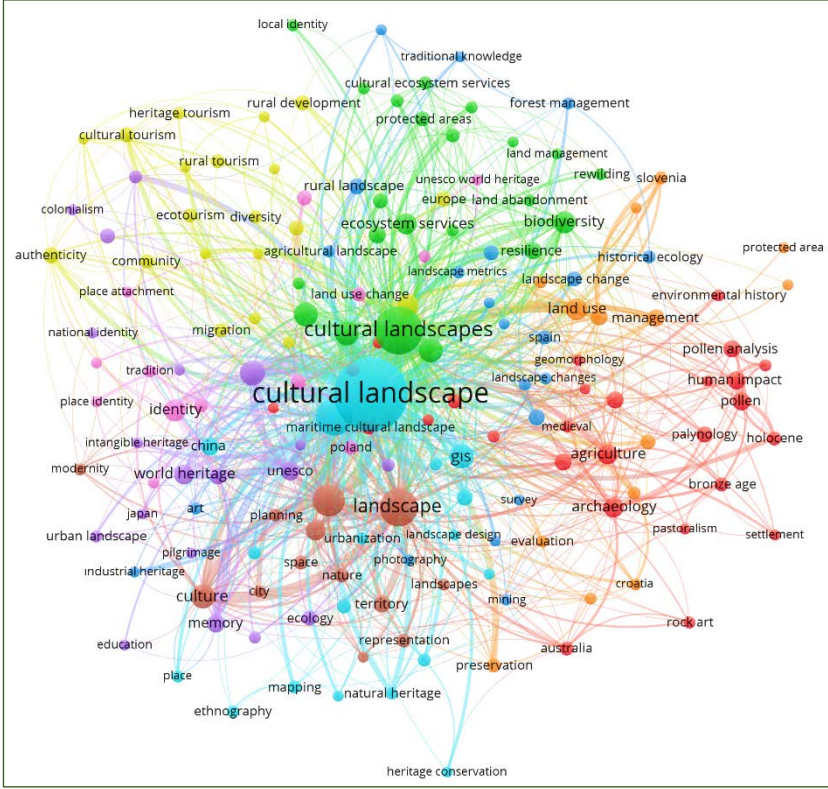 local identity
traditional knowledge
cultural ecosystem services
rural development
forest management
heritage tourism
protected areas
cultural tourism
land management
rural tourism
rewilding
slovenia
unesco world heritage
rural landscape
europe
land abandonment
colonialism
ecotourism
diversity
ecosystem services
biodiversity
protected area
agricultural landscape
resilience
historical ecology
authenticity
community
landscape metrics
landscape change
place attachment
land use change
environmental history
land use
management
national identity
migration
cultural landscapes
spain
pollen analysis
geomorphology
tradition
landscape changes
human impact
cultural landscape
place identity
identity
pollen
maritime cultural landscape
medieval
palynology
holocene
intangible heritage
china
poland
gis
agriculture
modernity
world heritage
unesco
bronze age
survey
japan
art
planning
landscape
archaeology
urban landscape
urbanization
landscape design
evaluation
pastoralism
settlement
pilgrimage
space
photography
industrial heritage
nature
landscapes
croatia
culture
city
mining
territory
memory
ecology
rock art
education
representation
australia
preservation
place
mapping
natural heritage
ethnography
heritage conservation